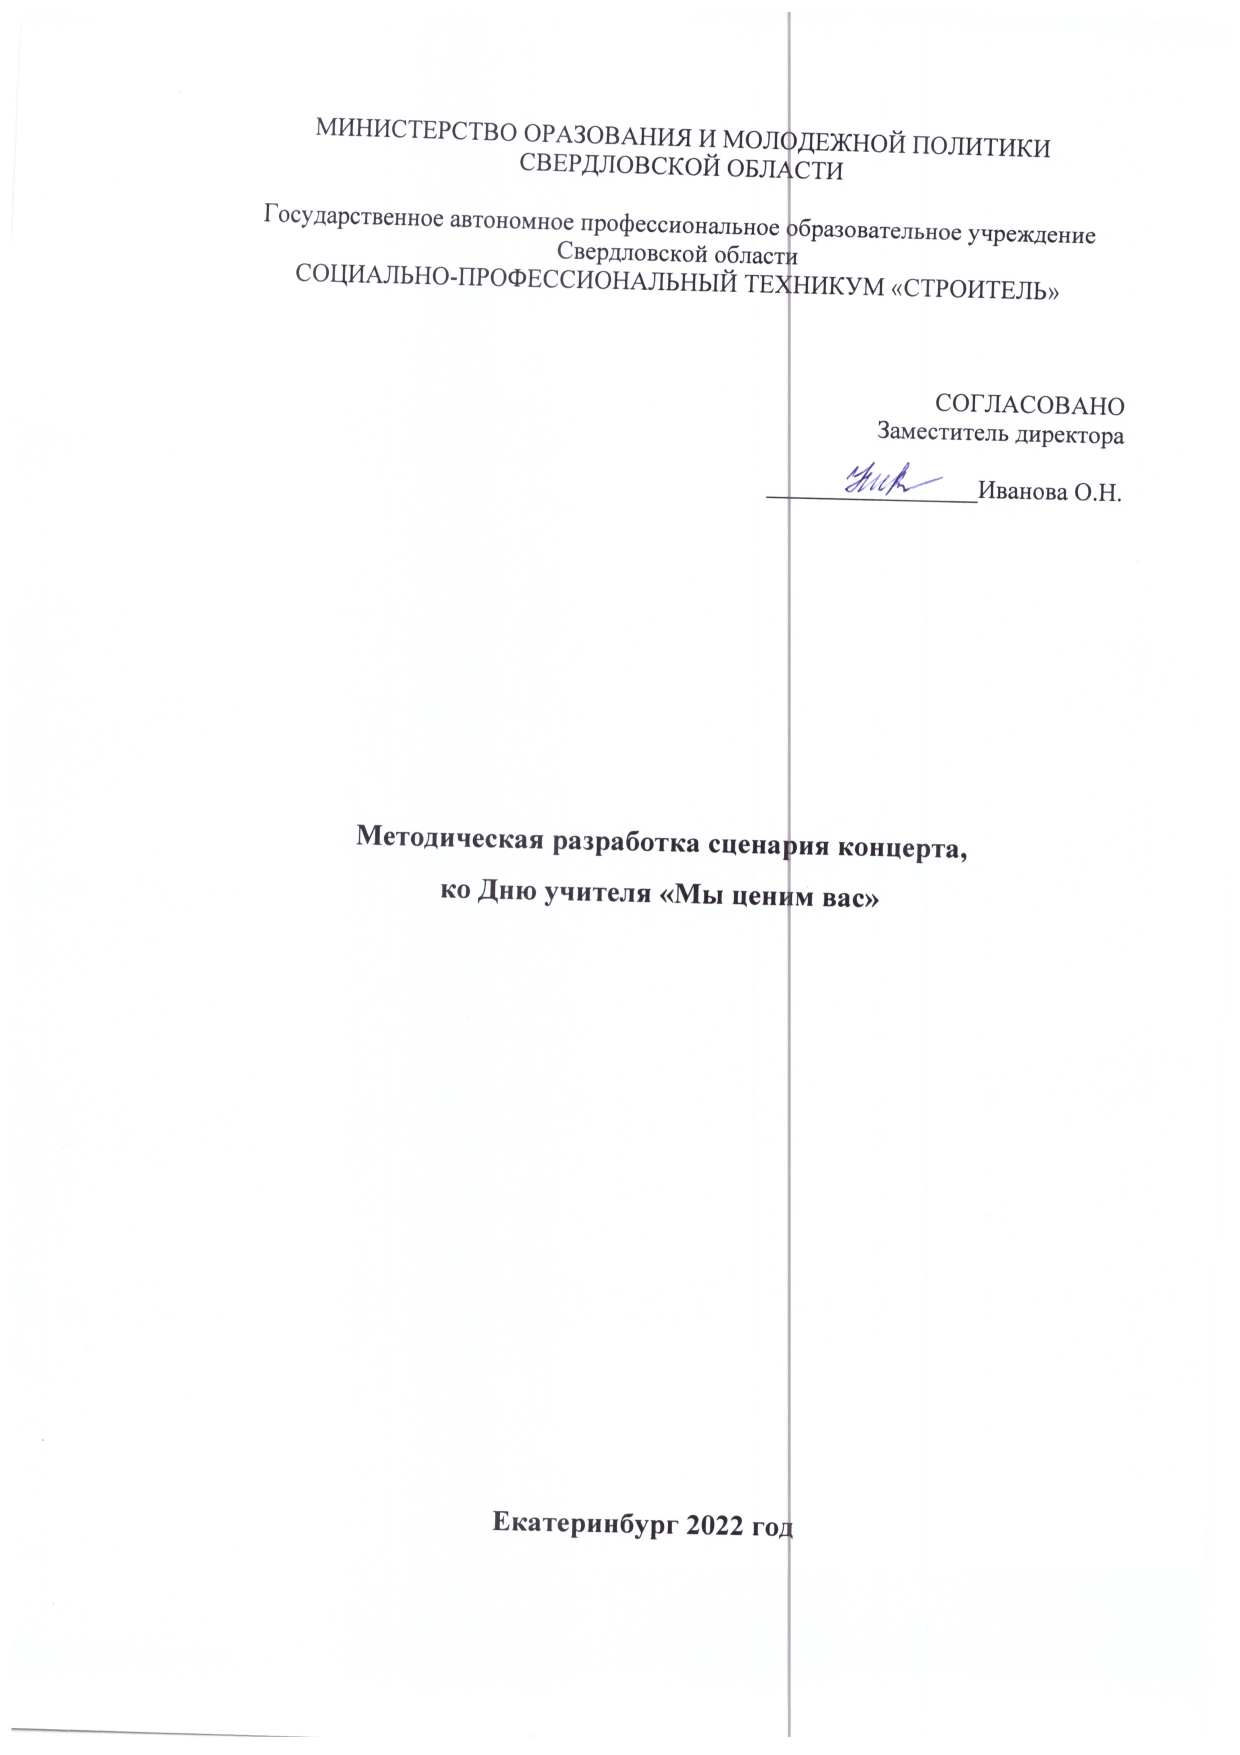 МИНИСТЕРСТВО ОРАЗОВАНИЯ И МОЛОДЕЖНОЙ ПОЛИТИКИ
СВЕРДЛОВСКОЙ ОБЛАСТИ
Государственное автономное профессиональное образовательное учреждение
Свердловской области
СОЦИАЛЬНО-ПРОФЕССИОНАЛЬНЫЙ ТЕХНИКУМ «СТРОИТЕЛЬ»
СОГЛАСОВАНО
Заместитель директора
Иванова О.Н.
Методическая разработка сценария концерта,
ко Дню учителя «Мы ценим вас»
Екатеринбург 2022 год